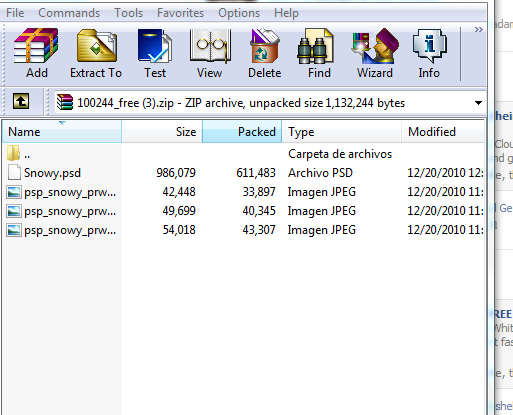 File Commands Tools Favorites Options Help
Add Extract To Test View Delete Find Wizard Info »
100244_free (3).zip - ZIP archive, unpacked size 1,132,244 bytes
Name Size Packed Type Modified
.. Carpeta de archivos
Snowy.psd 986,079 611,483 Archivo PSD 12/20/2010 12:
psp_snowy_prw... 42,448 33,897 Imagen JPEG 12/20/2010 11:
psp_snowy_prw... 49,699 40,345 Imagen JPEG 12/20/2010 11:
psp_snowy_prw... 54,018 43,307 Imagen JPEG 12/20/2010 11: